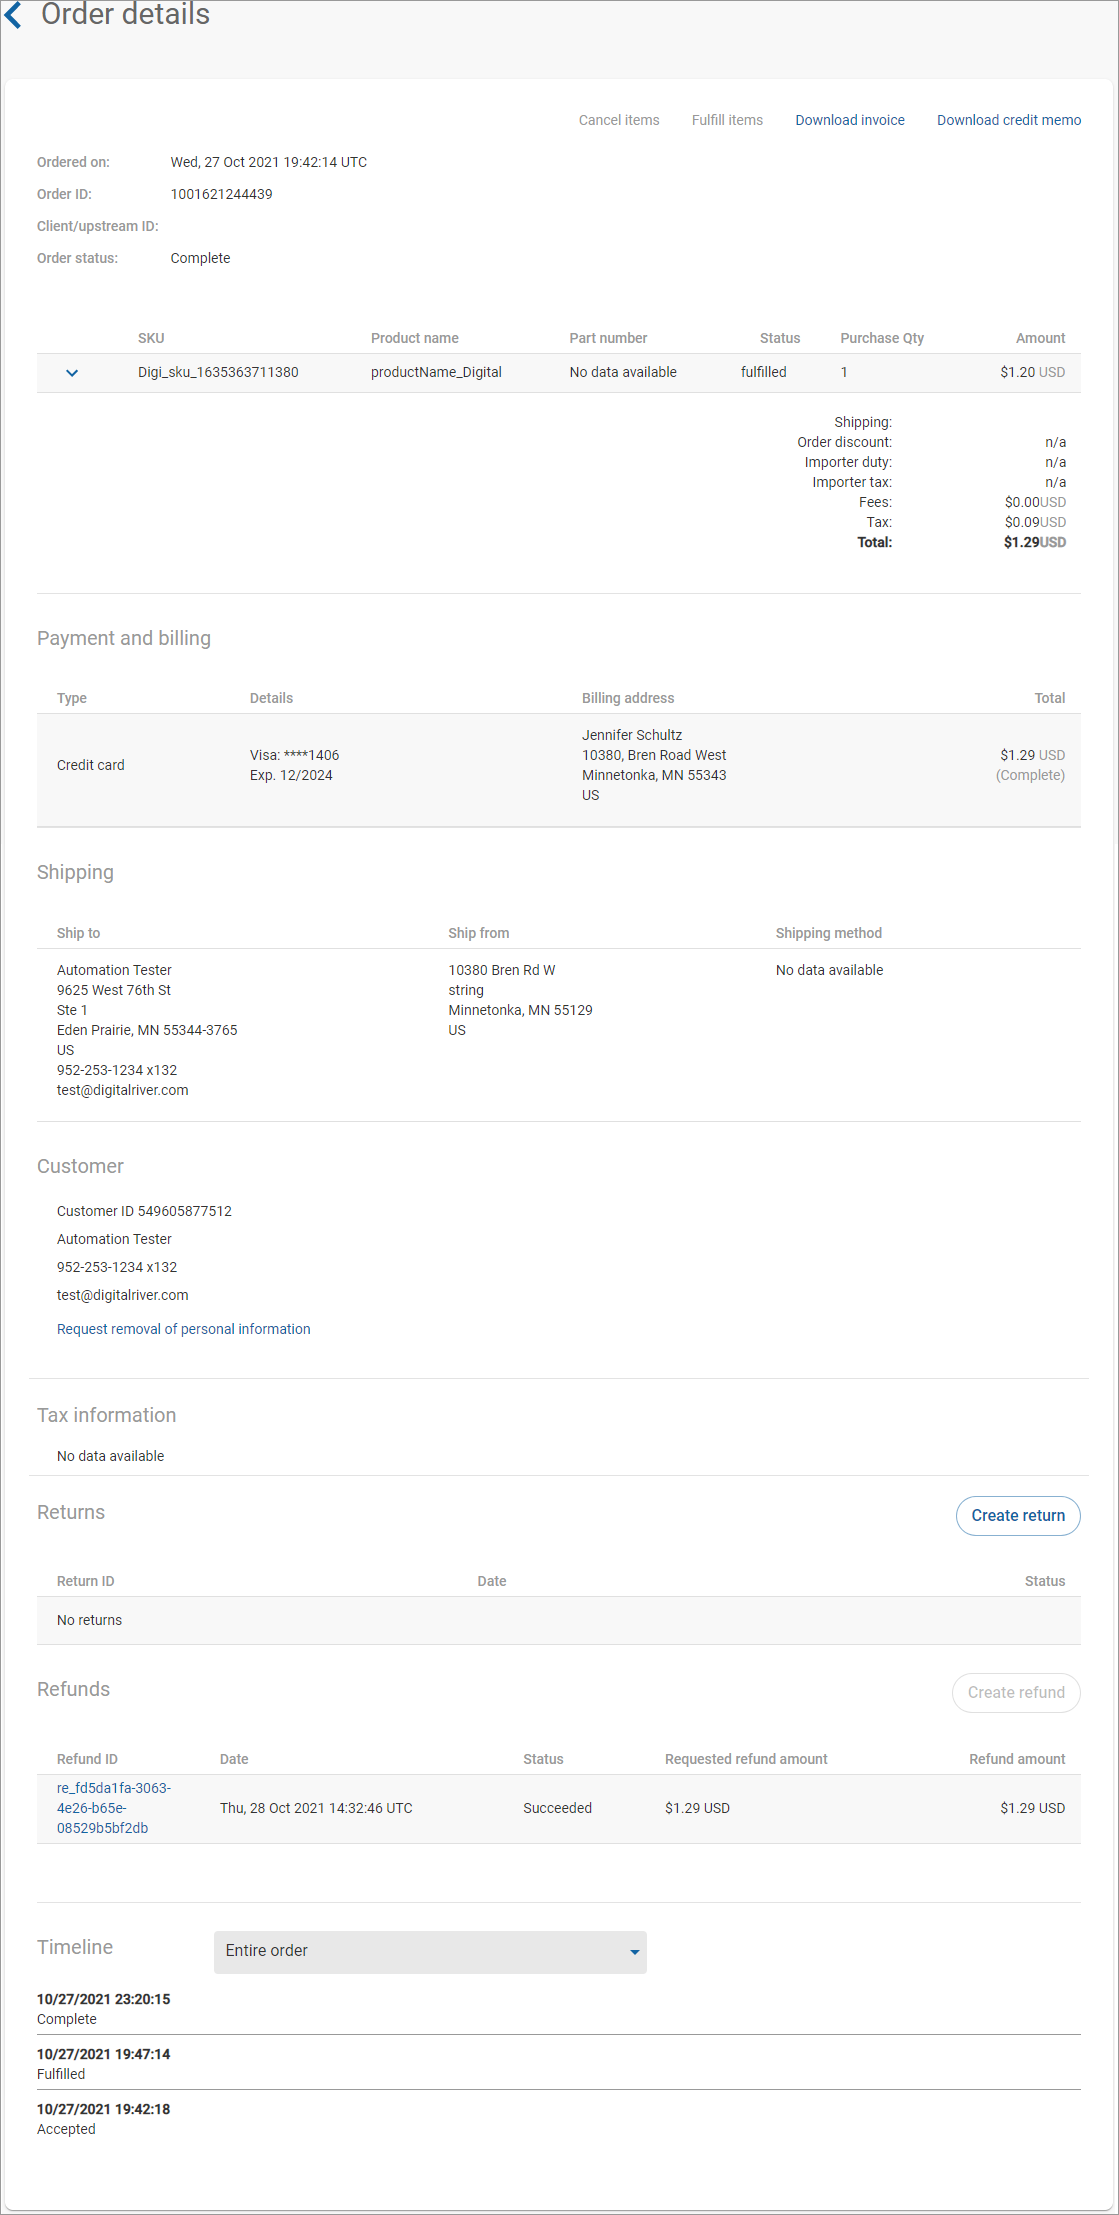 Order details
Cancel items Fulfill items Download invoice Download credit memo
Ordered on: Wed, 27 Oct 2021 19:42:14 UTC
Order ID: 1001621244439
Client/upstream ID:
Order status: Complete
SKU Product name Part number Status Purchase Qty Amount
Digi_sku_1635363711380 productName_Digital No data available fulfilled 1 $1.20 USD
Shipping:
Order discount: n/a
Importer duty: n/a
Importer tax: n/a
Fees: $0.00USD
Tax: $0.09USD
Total: $1.29USD
Payment and billing
Type Details Billing address Total
Credit card
Visa: ****1406
Exp. 12/2024
Jennifer Schultz
10380, Bren Road West
Minnetonka, MN 55343
US
$1.29 USD
(Complete)
Shipping
Ship to Ship from Shipping method
Automation Tester
9625 West 76th St
Ste 1
Eden Prairie, MN 55344-3765
US
952-253-1234 x132
test@digitalriver.com
10380 Bren Rd W
string
Minnetonka, MN 55129
US
No data available
Customer
Customer ID 549605877512
Automation Tester
952-253-1234 x132
test@digitalriver.com
Request removal of personal information
Tax information
No data available
Returns Create return
Return ID Date Status
No returns
Refunds Create refund
Refund ID Date Status Requested refund amount Refund amount
re_fd5da1fa-3063-
4e26-b65e-
08529b5bf2db
Thu, 28 Oct 2021 14:32:46 UTC Succeeded $1.29 USD $1.29 USD
Timeline Entire order
10/27/2021 23:20:15
Complete
10/27/2021 19:47:14
Fulfilled
10/27/2021 19:42:18
Accepted